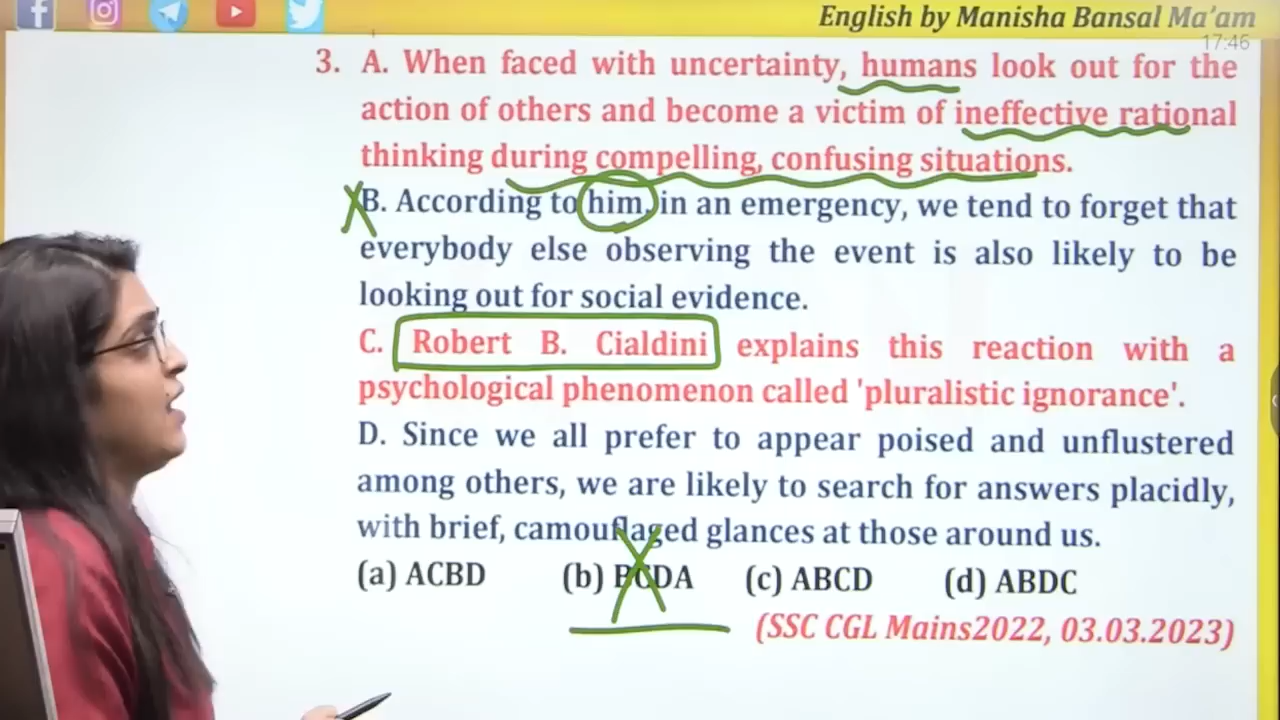 English by Manisha Bansal Ma'am
17:46
3. A. When faced with uncertainty, humans look out for the
action of others and become a victim of ineffective rational
thinking during compelling, confusing situations.
B. According to him, in an emergency, we tend to forget that
everybody else observing the event is also likely to be
looking out for social evidence.
C. Robert B. Cialdini explains this reaction with a
psychological phenomenon called 'pluralistic ignorance'.
D. Since we all prefer to appear poised and unflustered
among others, we are likely to search for answers placidly,
with brief, camouflaged glances at those around us.
(a) ACBD (b) BCDA (c) ABCD (d) ABDC
(SSC CGL Mains2022, 03.03.2023)